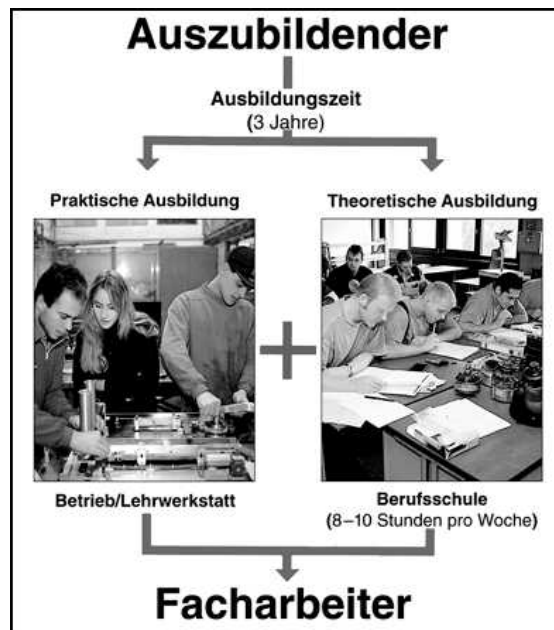 Auszubildender
Ausbildungszeit
(3 Jahre)
Praktische Ausbildung
Theoretische Ausbildung
+
Betrieb/Lehrwerkstatt
Berufsschule
(8–10 Stunden pro Woche)
Facharbeiter